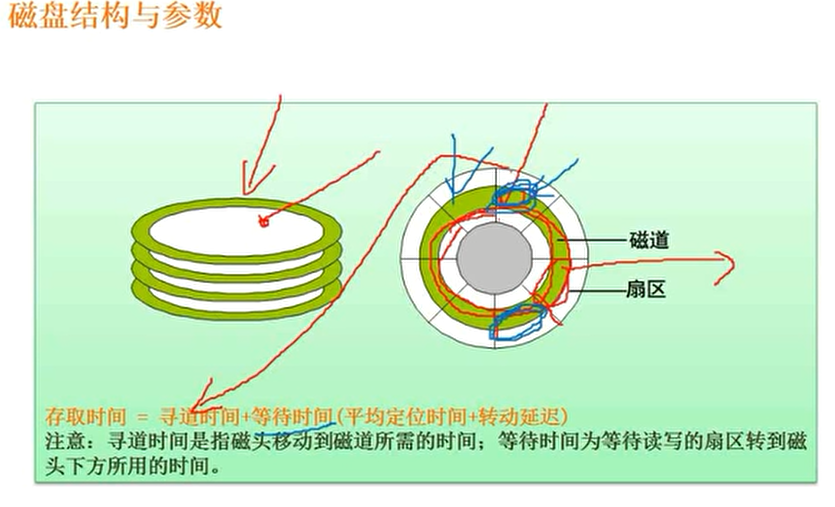 磁盘结构与参数
磁道
扇区
存取时间 = 寻道时间+等待时间(平均定位时间+转动延迟)
注意：寻道时间是指磁头移动到磁道所需的时间；等待时间为等待读写的扇区转到磁
头下方所用的时间。